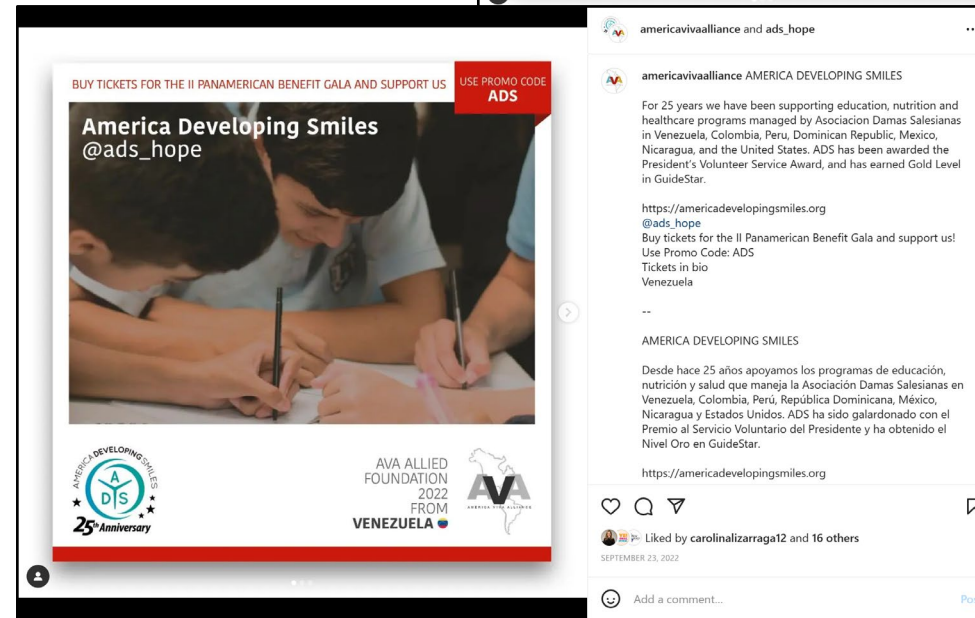 BUY TICKETS FOR THE II PANAMERICAN BENEFIT GALA AND SUPPORT US
USE PROMO CODE
ADS
America Developing Smiles
@ads_hope
AMERICA DEVELOPING SMILES
ADS
25th Anniversary
AVA ALLIED
FOUNDATION
2022
FROM
VENEZUELA
AVA
AMERICA VIVA ALLIANCE
americavivaalliance and ads_hope
americavivaalliance AMERICA DEVELOPING SMILES
For 25 years we have been supporting education, nutrition and
healthcare programs managed by Asociacion Damas Salesianas
in Venezuela, Colombia, Peru, Dominican Republic, Mexico,
Nicaragua, and the United States. ADS has been awarded the
President's Volunteer Service Award, and has earned Gold Level
in GuideStar.
https://americadevelopingsmiles.org
@ads_hope
Buy tickets for the II Panamerican Benefit Gala and support us!
Use Promo Code: ADS
Tickets in bio
Venezuela
--
AMERICA DEVELOPING SMILES
Desde hace 25 años apoyamos los programas de educación,
nutrición y salud que maneja la Asociación Damas Salesianas en
Venezuela, Colombia, Perú, República Dominicana, México,
Nicaragua y Estados Unidos. ADS ha sido galardonado con el
Premio al Servicio Voluntario del Presidente y ha obtenido el
Nivel Oro en GuideStar.
https://americadevelopingsmiles.org
Liked by carolinalizarraga12 and 16 others
SEPTEMBER 23, 2022
Add a comment...